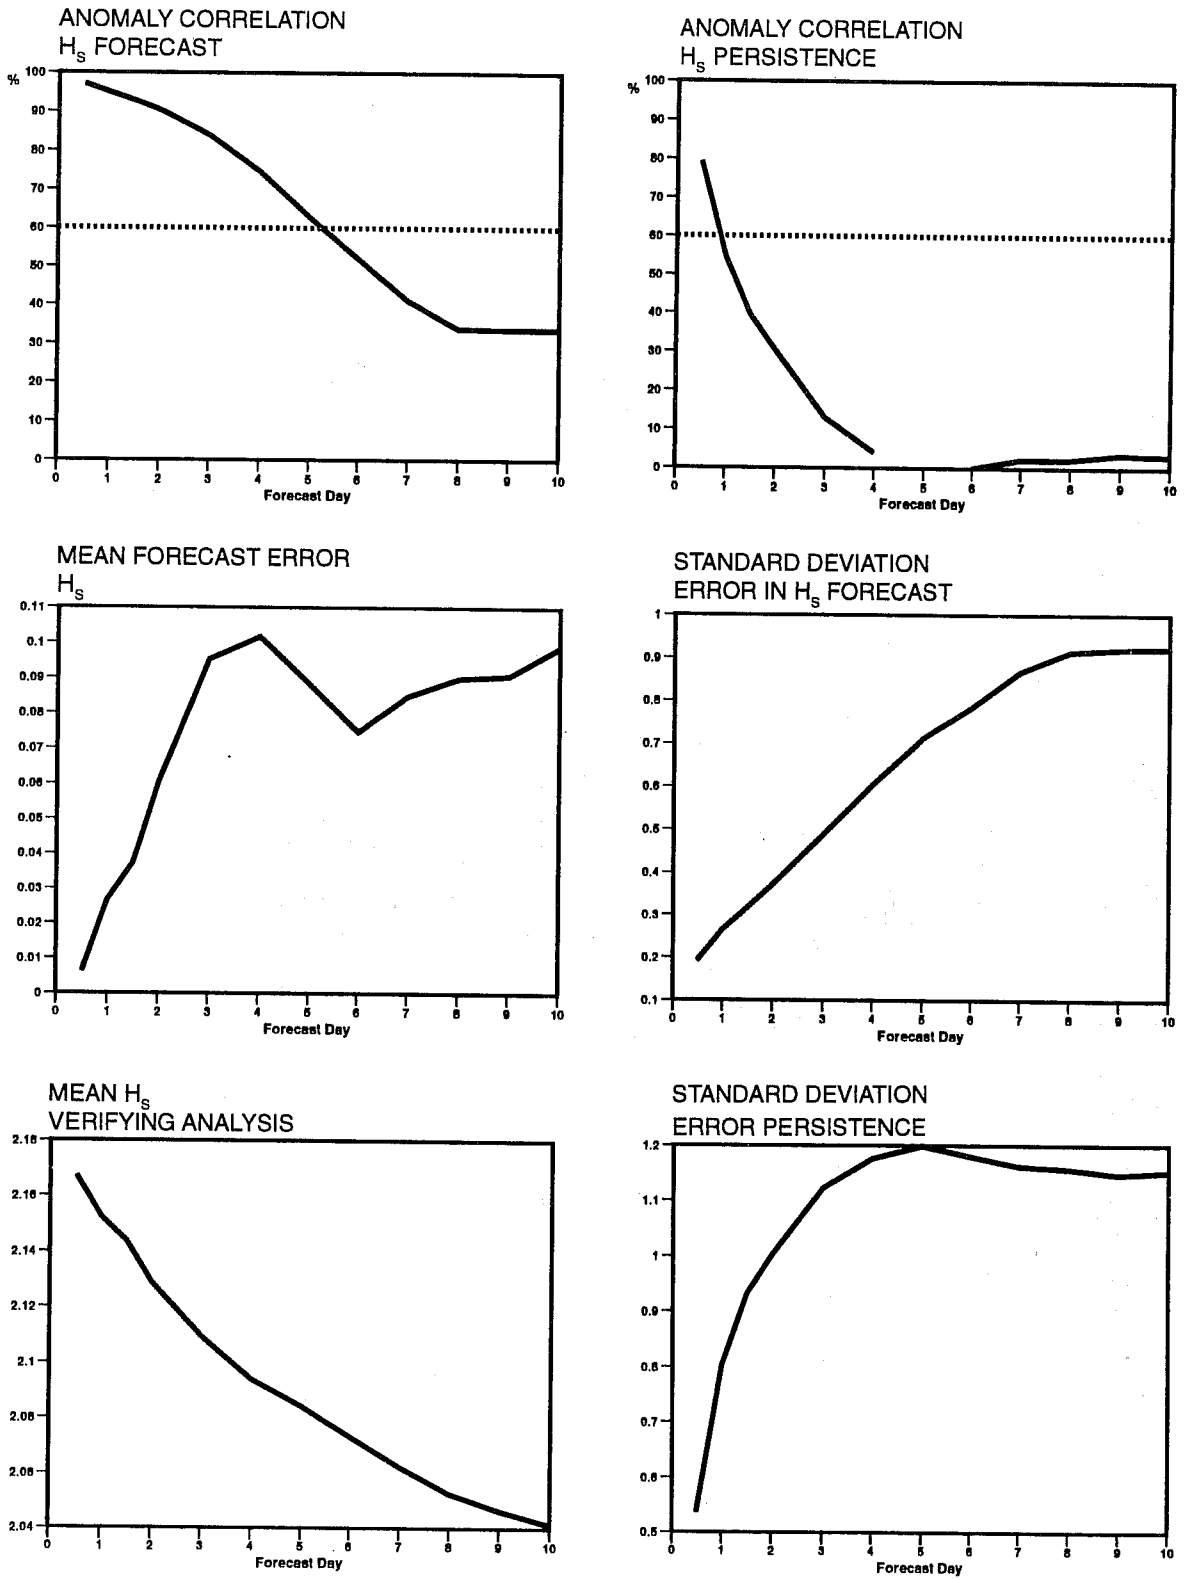 ANOMALY CORRELATION
Hs FORECAST
%
100
90
80
70
60
50
40
30
20
10
0
0 1 2 3 4 5 6 7 8 9 10
Forecast Day
ANOMALY CORRELATION
Hs PERSISTENCE
%
100
90
80
70
60
50
40
30
20
10
0
0 1 2 3 4 5 6 7 8 9 10
Forecast Day
MEAN FORECAST ERROR
Hs
0.11
0.1
0.09
0.08
0.07
0.06
0.05
0.04
0.03
0.02
0.01
0
0 1 2 3 4 5 6 7 8 9 10
Forecast Day
STANDARD DEVIATION
ERROR IN Hs FORECAST
1
0.9
0.8
0.7
0.6
0.5
0.4
0.3
0.2
0.1
0 1 2 3 4 5 6 7 8 9 10
Forecast Day
MEAN Hs
VERIFYING ANALYSIS
2.18
2.16
2.14
2.12
2.1
2.08
2.06
2.04
0 1 2 3 4 5 6 7 8 9 10
Forecast Day
STANDARD DEVIATION
ERROR PERSISTENCE
1.2
1.1
1
0.9
0.8
0.7
0.6
0.5
0 1 2 3 4 5 6 7 8 9 10
Forecast Day